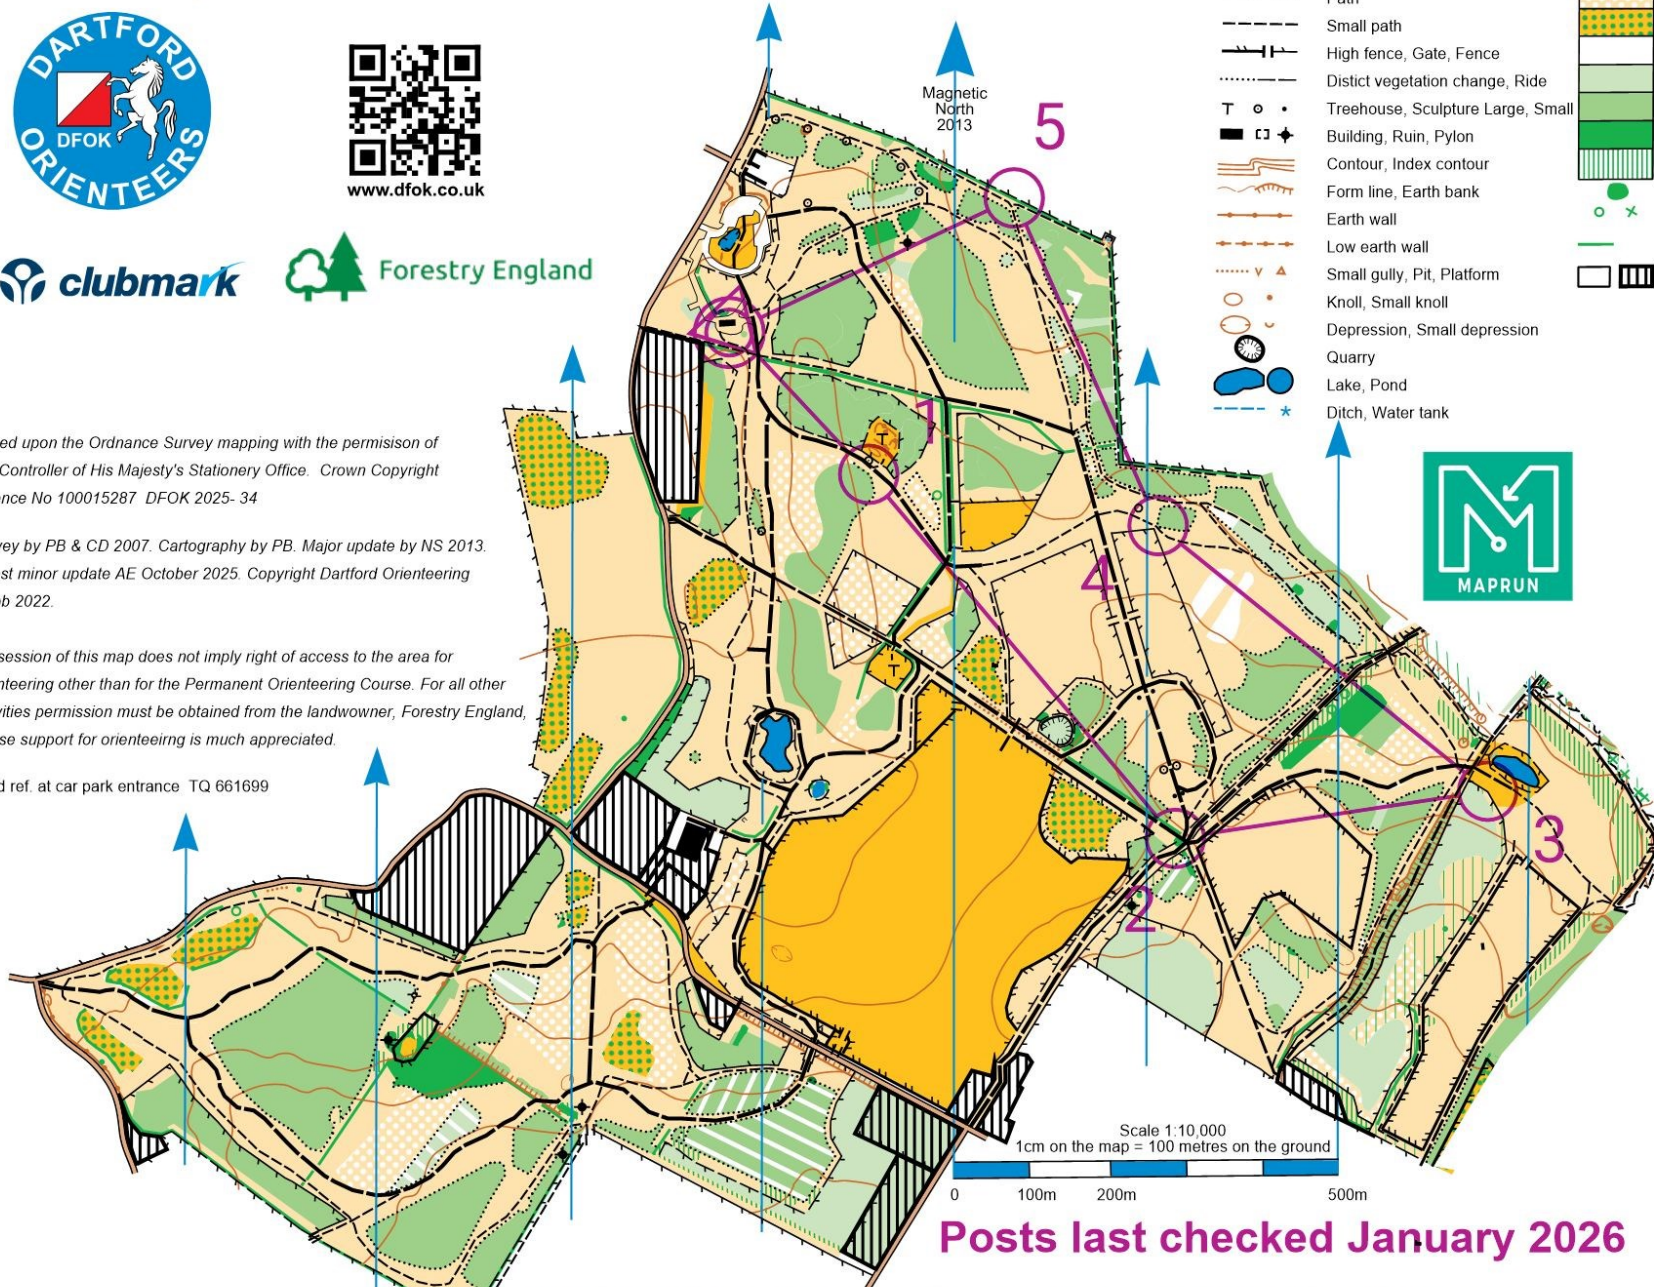 DARTFORD
DFOK
ORIENTEERS
www.dfok.co.uk
clubmark
Forestry England
ed upon the Ordnance Survey mapping with the permisison of
Controller of His Majesty's Stationery Office. Crown Copyright
ence No 100015287 DFOK 2025- 34
vey by PB & CD 2007. Cartography by PB. Major update by NS 2013.
st minor update AE October 2025. Copyright Dartford Orienteering
b 2022.
session of this map does not imply right of access to the area for
nteering other than for the Permanent Orienteering Course. For all other
vities permission must be obtained from the landwowner, Forestry England,
se support for orienteeirng is much appreciated.
d ref. at car park entrance TQ 661699
Magnetic
North
2013
5
1
4
3
2
Path
Small path
High fence, Gate, Fence
Distict vegetation change, Ride
Treehouse, Sculpture Large, Small
Building, Ruin, Pylon
Contour, Index contour
Form line, Earth bank
Earth wall
Low earth wall
Small gully, Pit, Platform
Knoll, Small knoll
Depression, Small depression
Quarry
Lake, Pond
Ditch, Water tank
MAPRUN
Scale 1:10,000
1cm on the map = 100 metres on the ground
0 100m 200m 500m
Posts last checked January 2026